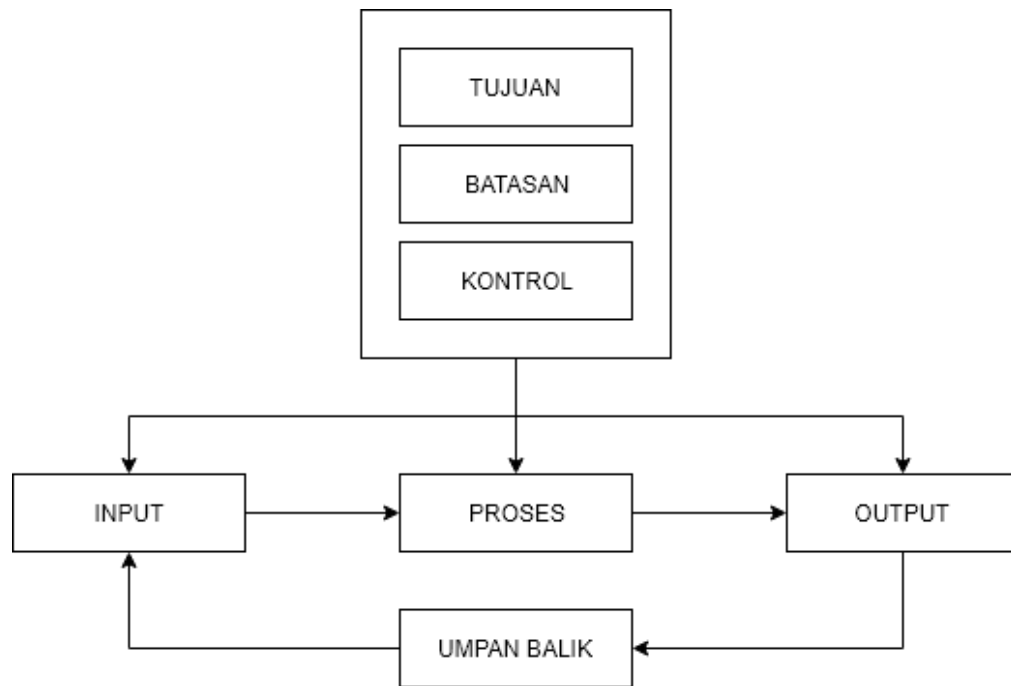 TUJUAN
BATASAN
KONTROL
INPUT
PROSES
OUTPUT
UMPAN BALIK